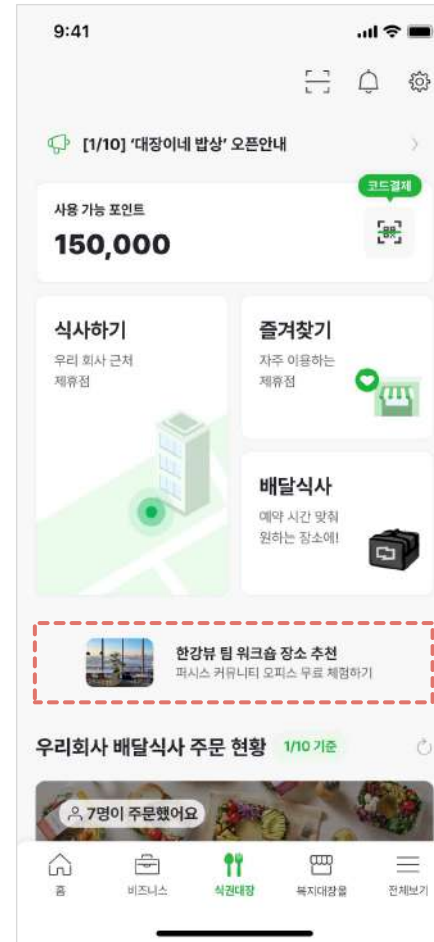 9:41
[1/10] ‘대장이네 밥상’ 오픈안내
코드결제
사용 가능 포인트
150,000
식사하기
우리 회사 근처
제휴점
즐겨찾기
자주 이용하는
제휴점
배달식사
예약 시간 맞춰
원하는 장소에!
한강뷰 팀 워크숍 장소 추천
퍼시스 커뮤니티 오피스 무료 체험하기
우리회사 배달식사 주문 현황 1/10 기준
7명이 주문했어요
홈 비즈니스 식권대장 복지대장몰 전체보기